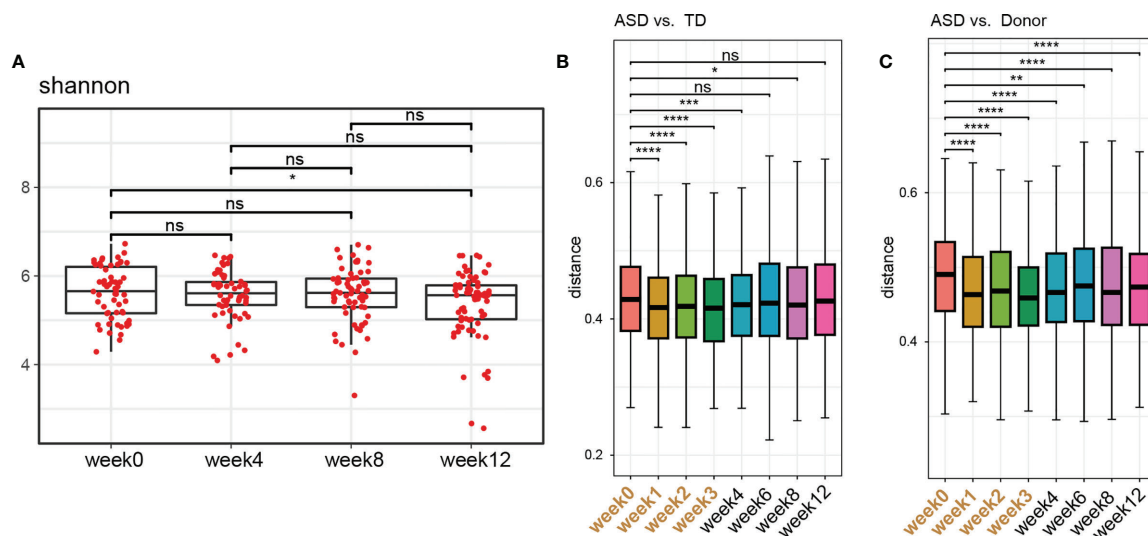 A
shannon
ns
ns
ns
*
ns
ns
8
6
4
week0 week4 week8 week12
B
ASD vs. TD
ns
*
ns
***
****
****
****
distance
0.6
0.4
0.2
week0 week1 week2 week3 week4 week6 week8 week12
C
ASD vs. Donor
****
****
**
****
****
****
****
distance
0.6
0.4
week0 week1 week2 week3 week4 week6 week8 week12